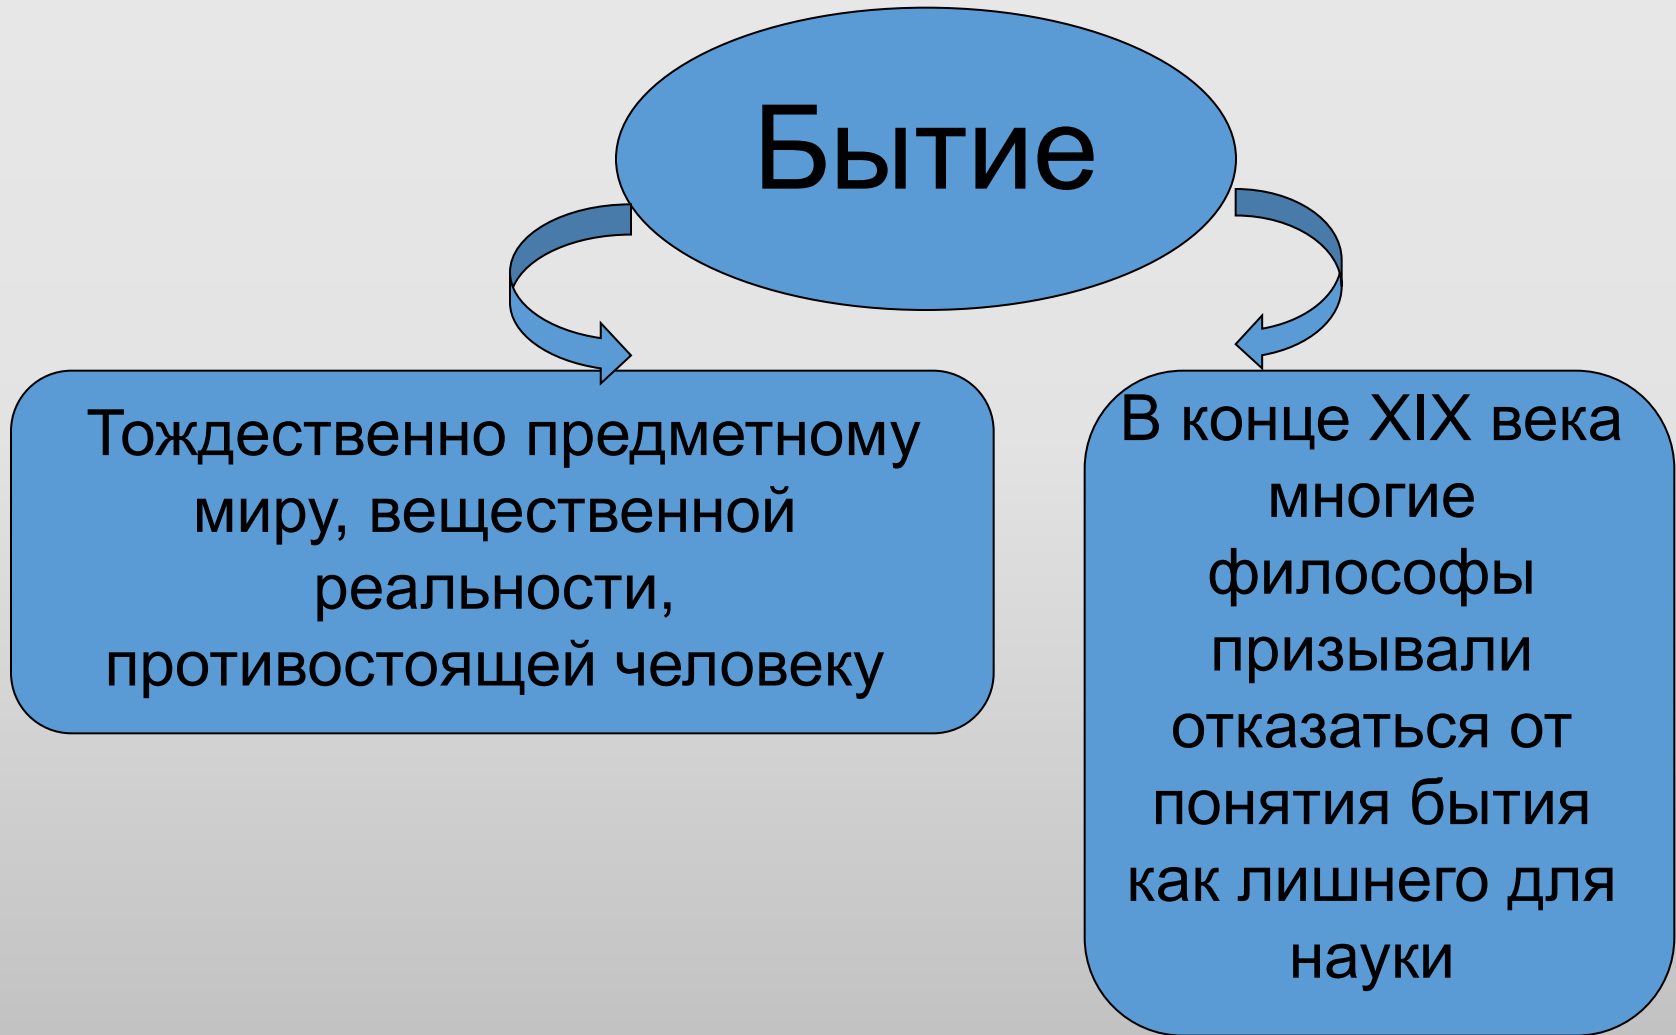 Бытие
Тождественно предметному
миру, вещественной
реальности,
противостоящей человеку
В конце XIX века
многие
философы
призывали
отказаться от
понятия бытия
как лишнего для
науки